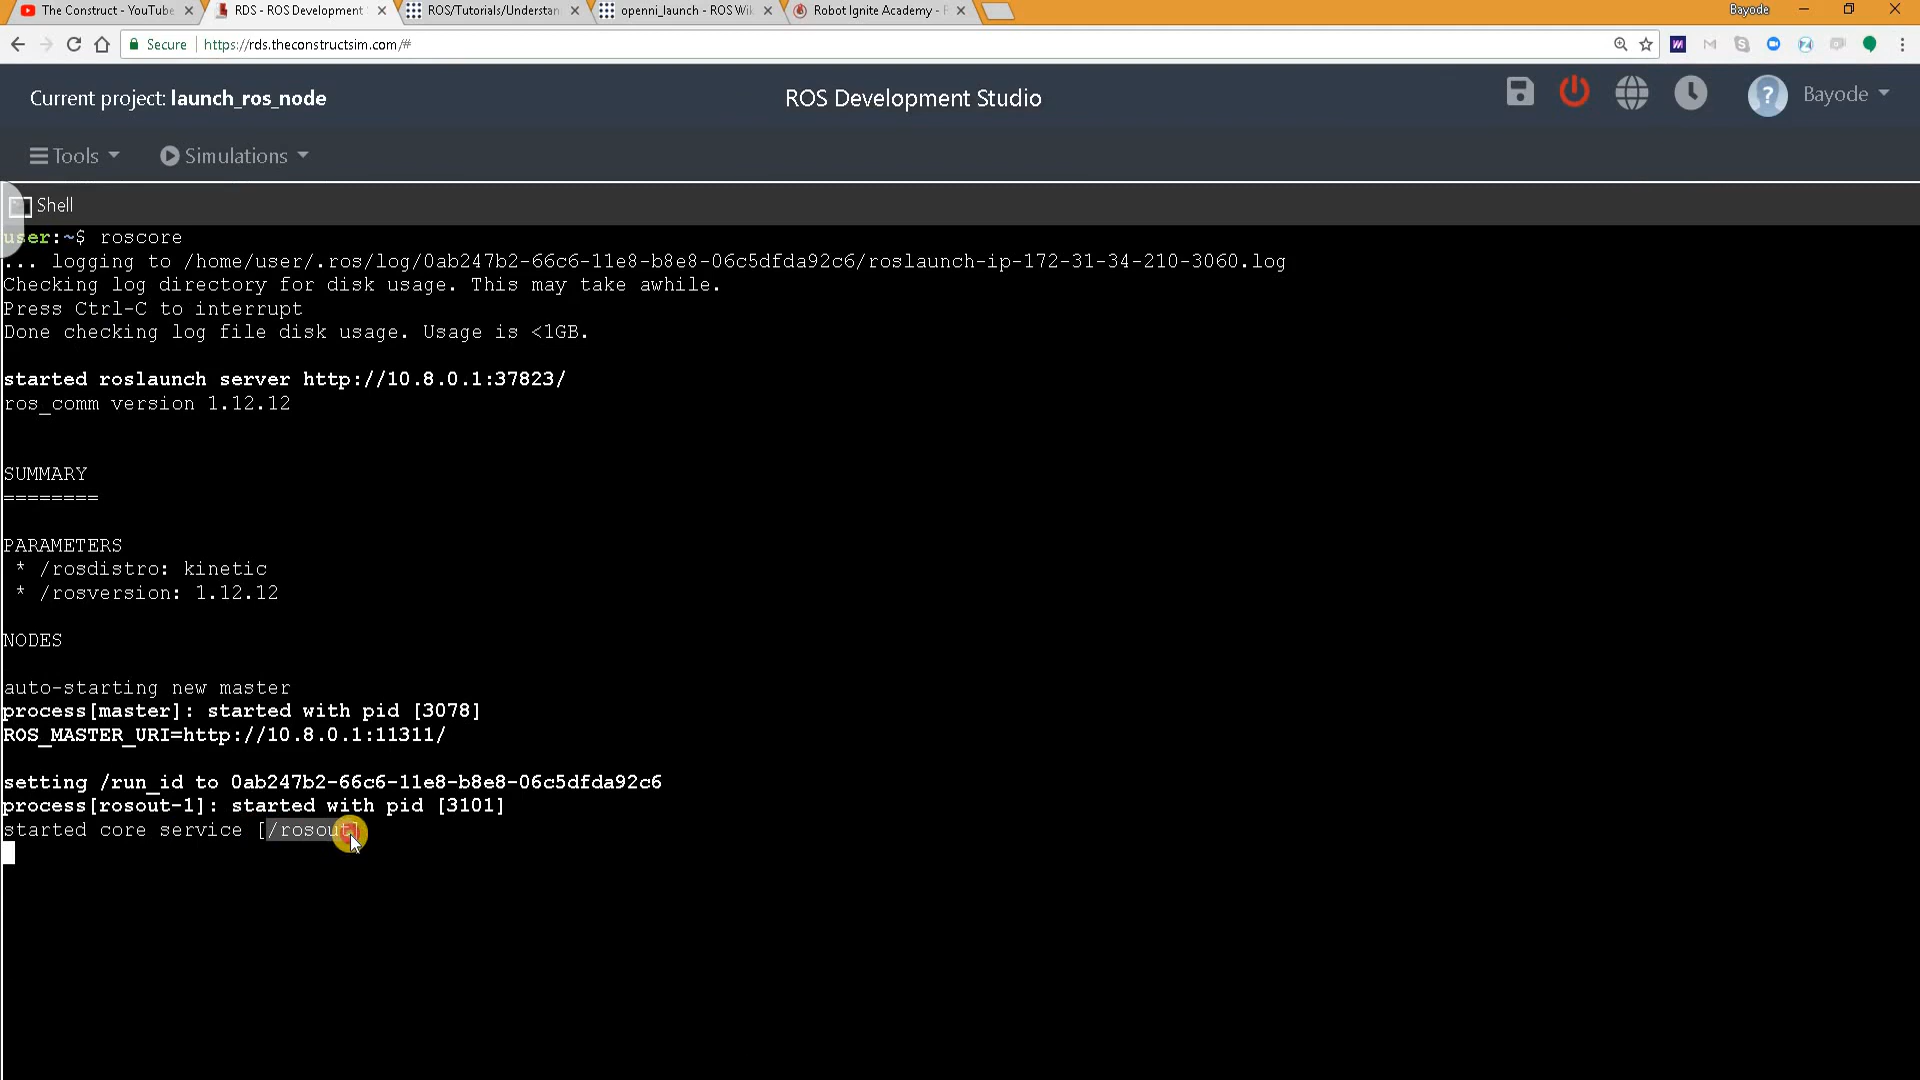 The Construct - YouTube
RDS - ROS Development
ROS/Tutorials/Understan
openni_launch - ROS Wik
Robot Ignite Academy - R
Bayode
Secure
https://rds.theconstructsim.com/#
Current project: launch_ros_node
ROS Development Studio
Bayode
Tools
Simulations
Shell
user:~$ roscore
... logging to /home/user/.ros/log/0ab247b2-66c6-11e8-b8e8-06c5dfda92c6/roslaunch-ip-172-31-34-210-3060.log
Checking log directory for disk usage. This may take awhile.
Press Ctrl-C to interrupt
Done checking log file disk usage. Usage is <1GB.
started roslaunch server http://10.8.0.1:37823/
ros_comm version 1.12.12
SUMMARY
========
PARAMETERS
* /rosdistro: kinetic
* /rosversion: 1.12.12
NODES
auto-starting new master
process[master]: started with pid [3078]
ROS_MASTER_URI=http://10.8.0.1:11311/
setting /run_id to 0ab247b2-66c6-11e8-b8e8-06c5dfda92c6
process[rosout-1]: started with pid [3101]
started core service [/rosout]